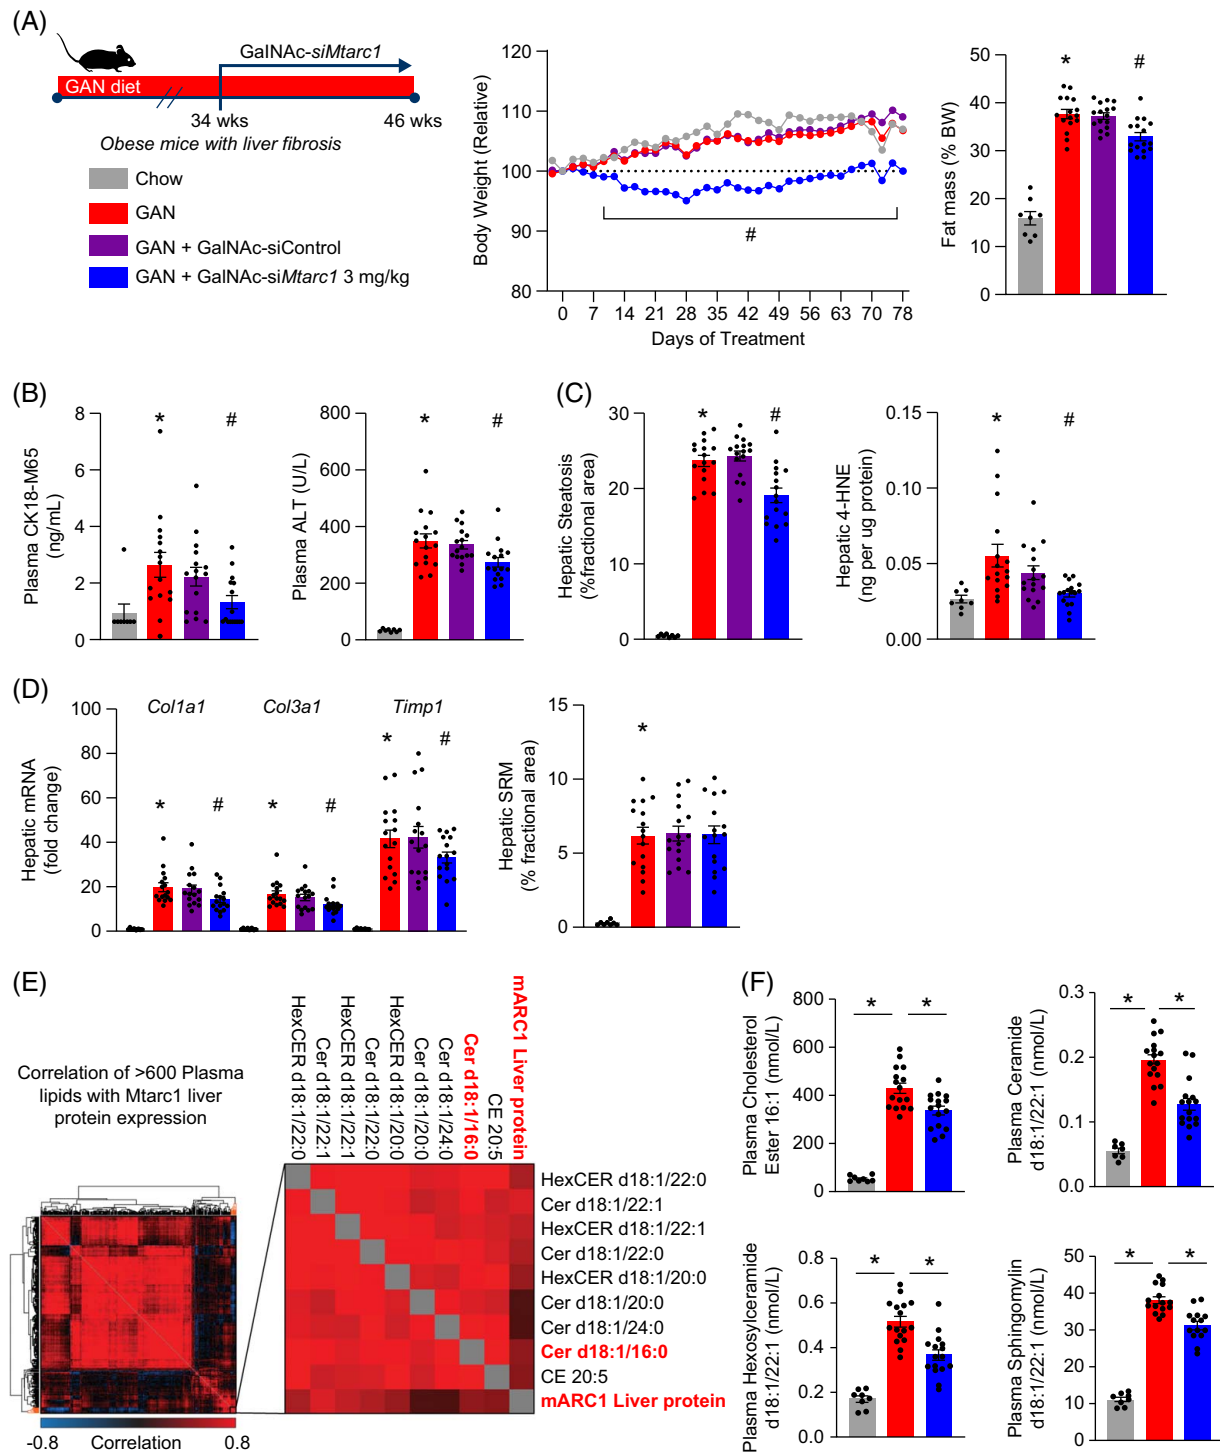 (A)
GalNAc-siMtarc1
GAN diet
34 wks
46 wks
Obese mice with liver fibrosis
Chow
GAN
GAN + GalNAc-siControl
GAN + GalNAc-siMtarc1 3 mg/kg
Body Weight (Relative)
120
110
100
90
80
#
0 7 14 21 28 35 42 49 56 63 70 78
Days of Treatment
Fat mass (% BW)
50
40
30
20
10
0
* #
(B)
Plasma CK18-M65
(ng/mL)
8
6
4
2
0
* #
Plasma ALT (U/L)
800
600
400
200
0
* #
(C)
Hepatic Steatosis
(%fractional area)
30
20
10
0
* #
Hepatic 4-HNE
(ng per ug protein)
0.15
0.10
0.05
0.00
* #
(D)
Hepatic mRNA
(fold change)
100
80
60
40
20
0
Col1a1 Col3a1 Timp1
* # * # * #
Hepatic SRM
(% fractional area)
15
10
5
0
*
(E)
Correlation of >600 Plasma
lipids with Mtarc1 liver
protein expression
-0.8 Correlation 0.8
HexCER d18:1/22:0
Cer d18:1/22:1
HexCER d18:1/22:1
Cer d18:1/22:0
HexCER d18:1/20:0
Cer d18:1/20:0
Cer d18:1/24:0
Cer d18:1/16:0
CE 20:5
mARC1 Liver protein
HexCER d18:1/22:0
Cer d18:1/22:1
HexCER d18:1/22:1
Cer d18:1/22:0
HexCER d18:1/20:0
Cer d18:1/20:0
Cer d18:1/24:0
Cer d18:1/16:0
CE 20:5
mARC1 Liver protein
(F)
Plasma Cholesterol
Ester 16:1 (nmol/L)
800
600
400
200
0
* *
Plasma Ceramide
d18:1/22:1 (nmol/L)
0.3
0.2
0.1
0.0
* *
Plasma Hexosylceramide
d18:1/22:1 (nmol/L)
0.8
0.6
0.4
0.2
0.0
* *
Plasma Sphingomylin
d18:1/22:1 (nmol/L)
50
40
30
20
10
0
* *